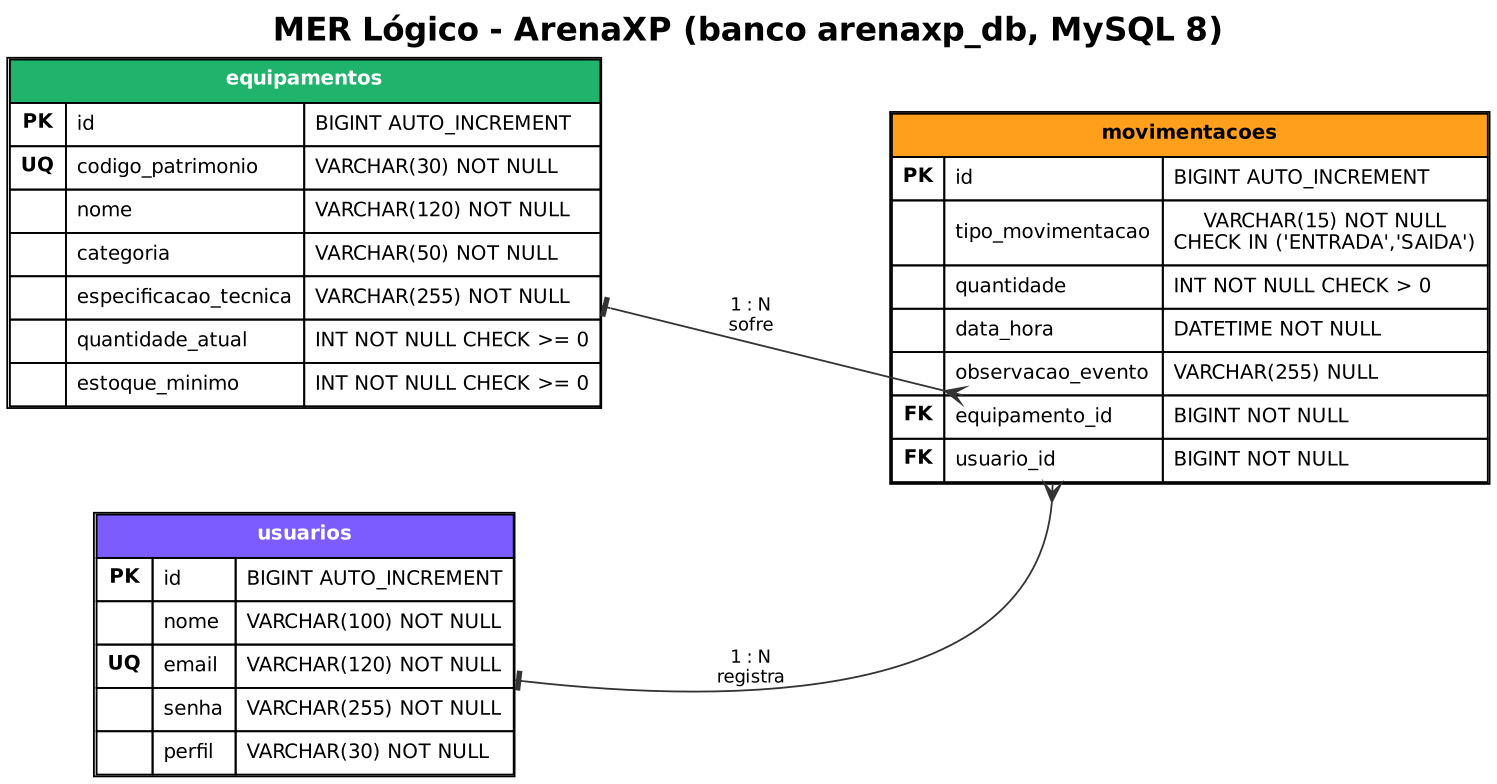 MER Lógico - ArenaXP (banco arenaxp_db, MySQL 8)
equipamentos
PK id BIGINT AUTO_INCREMENT
UQ codigo_patrimonio VARCHAR(30) NOT NULL
nome VARCHAR(120) NOT NULL
categoria VARCHAR(50) NOT NULL
especificacao_tecnica VARCHAR(255) NOT NULL
quantidade_atual INT NOT NULL CHECK >= 0
estoque_minimo INT NOT NULL CHECK >= 0
1 : N
sofre
movimentacoes
PK id BIGINT AUTO_INCREMENT
tipo_movimentacao VARCHAR(15) NOT NULL
CHECK IN ('ENTRADA','SAIDA')
quantidade INT NOT NULL CHECK > 0
data_hora DATETIME NOT NULL
observacao_evento VARCHAR(255) NULL
FK equipamento_id BIGINT NOT NULL
FK usuario_id BIGINT NOT NULL
usuarios
PK id BIGINT AUTO_INCREMENT
nome VARCHAR(100) NOT NULL
UQ email VARCHAR(120) NOT NULL
senha VARCHAR(255) NOT NULL
perfil VARCHAR(30) NOT NULL
1 : N
registra